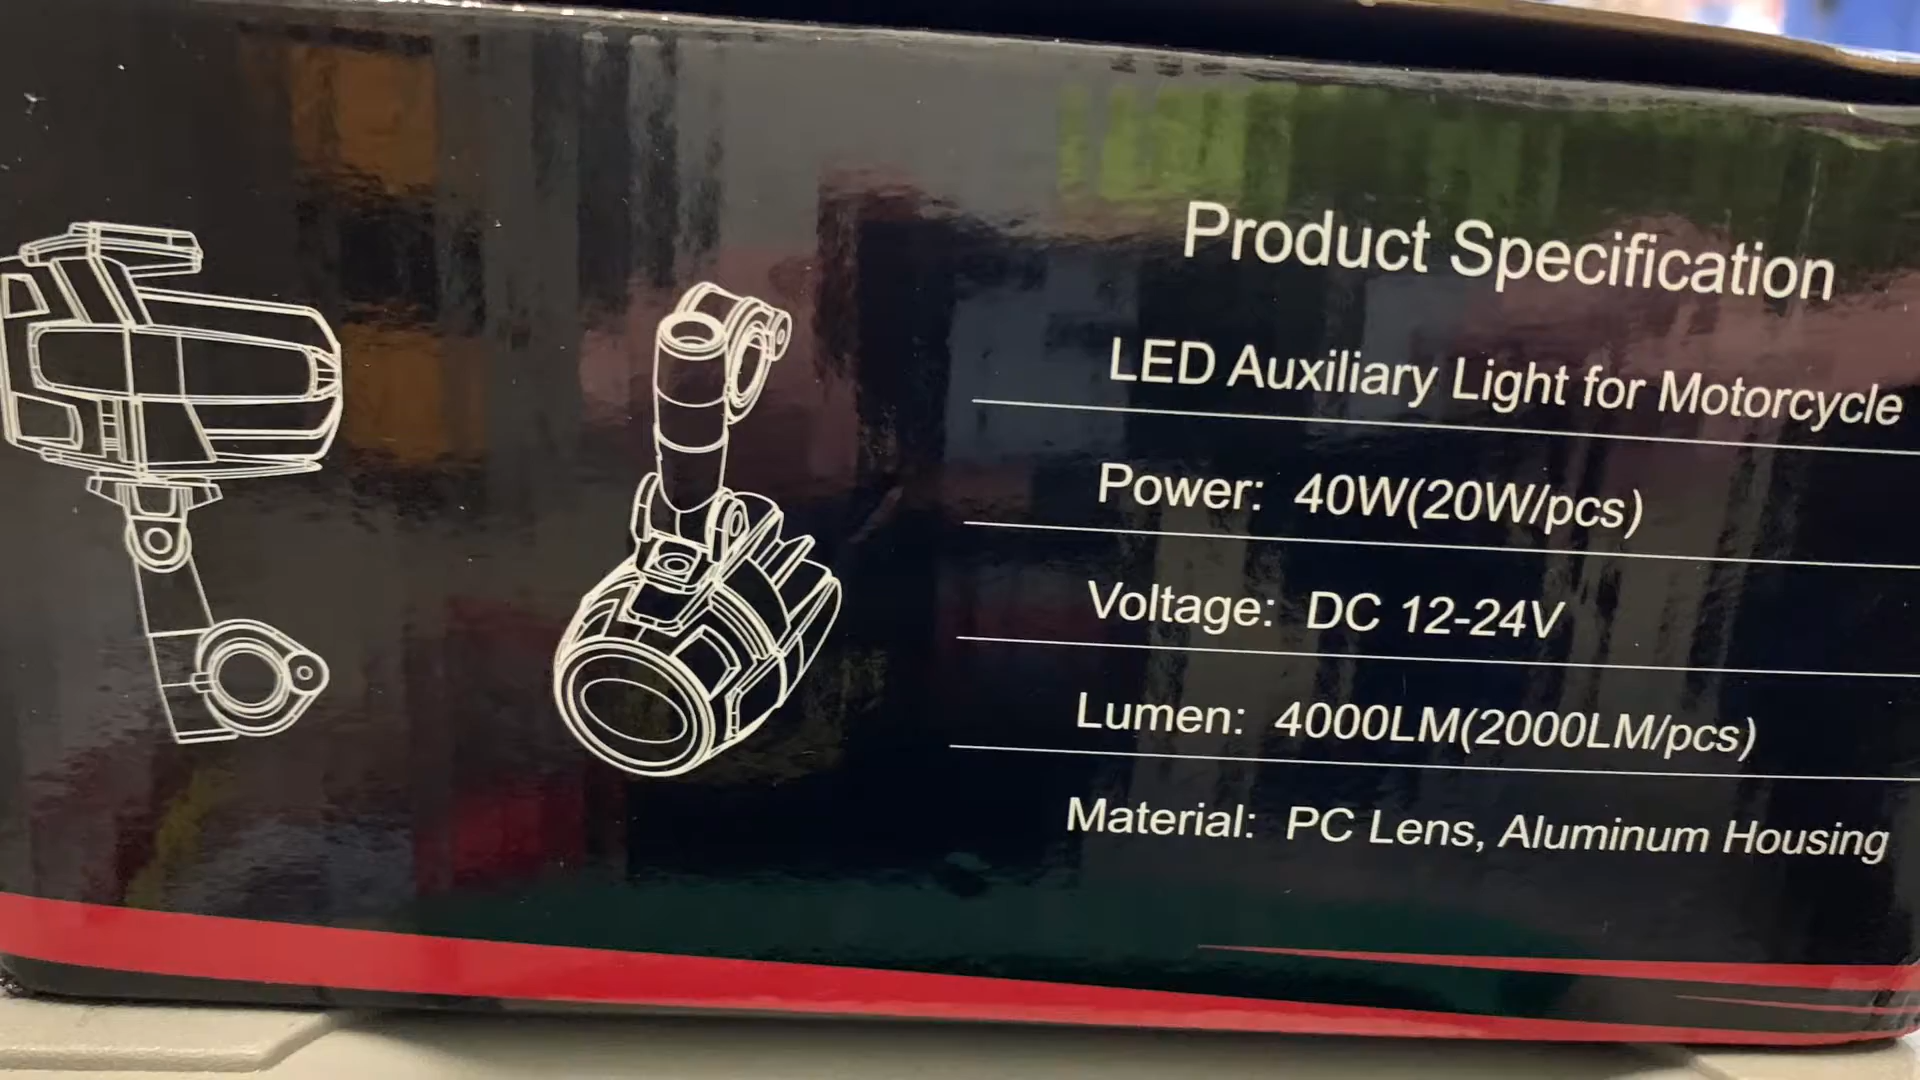 Product Specification
LED Auxiliary Light for Motorcycle
Power: 40W(20W/pcs)
Voltage: DC 12-24V
Lumen: 4000LM(2000LM/pcs)
Material: PC Lens, Aluminum Housing